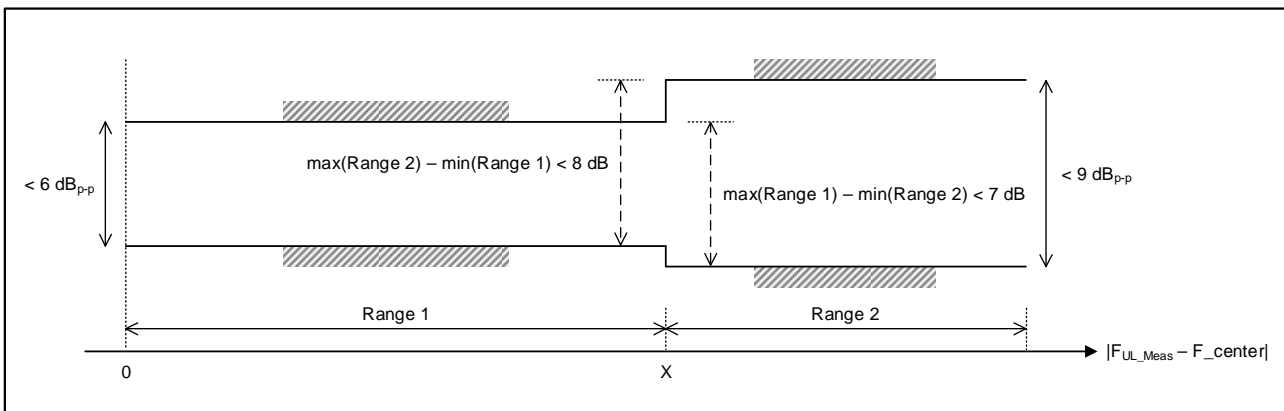 < 6 dBp-p
max(Range 2) – min(Range 1) < 8 dB
max(Range 1) – min(Range 2) < 7 dB
< 9 dBp-p
Range 1
Range 2
|FUL_Meas – F_center|
0
X